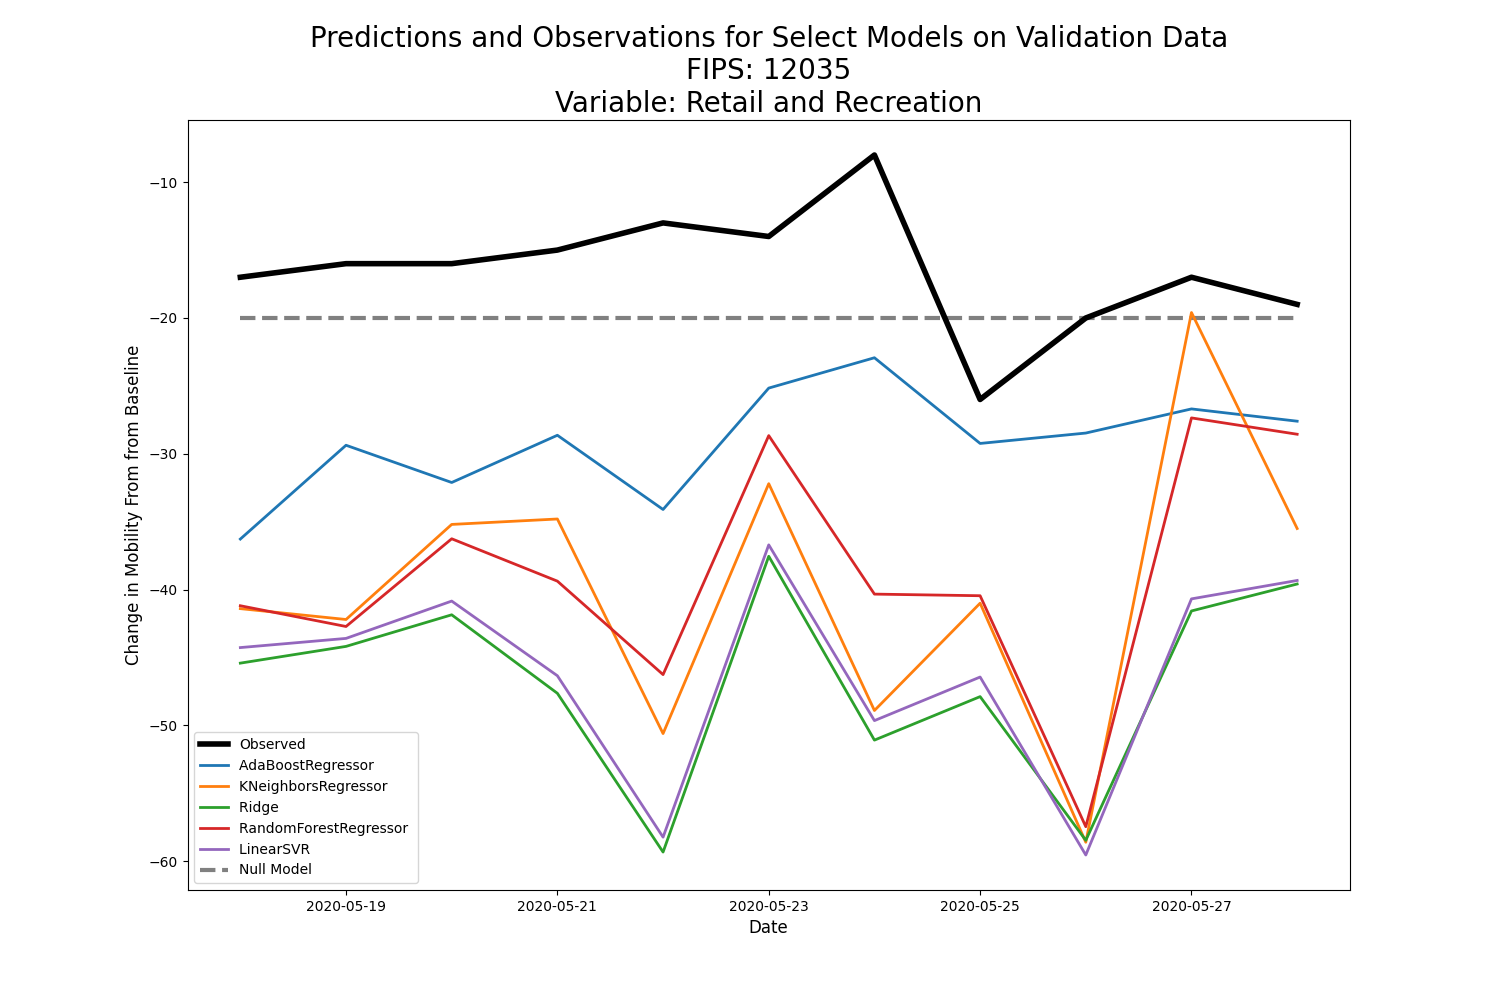 Predictions and Observations for Select Models on Validation Data
FIPS: 12035
Variable: Retail and Recreation
Change in Mobility From from Baseline
−10
−20
−30
−40
−50
−60
Observed
AdaBoostRegressor
KNeighborsRegressor
Ridge
RandomForestRegressor
LinearSVR
Null Model
2020-05-19
2020-05-21
2020-05-23
2020-05-25
2020-05-27
Date